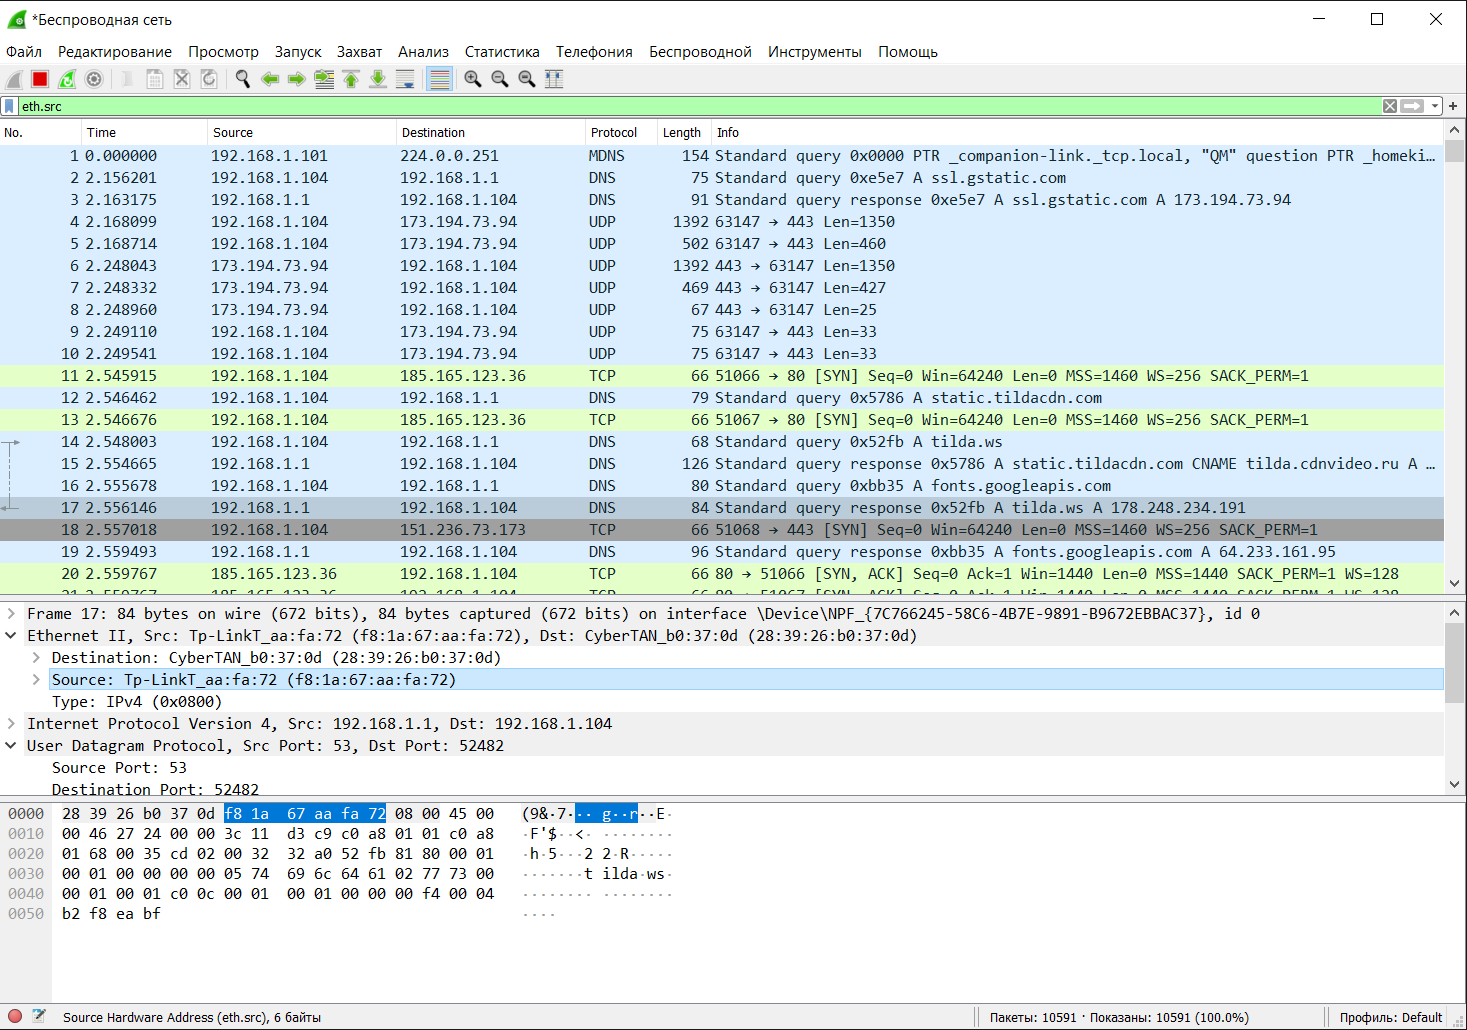 *Беспроводная сеть
Файл Редактирование Просмотр Запуск Захват Анализ Статистика Телефония Беспроводной Инструменты Помощь
eth.src
No. Time Source Destination Protocol Length Info
1 0.000000 192.168.1.101 224.0.0.251 MDNS 154 Standard query 0x0000 PTR _companion-link._tcp.local, "QM" question PTR _homeki…
2 2.156201 192.168.1.104 192.168.1.1 DNS 75 Standard query 0xe5e7 A ssl.gstatic.com
3 2.163175 192.168.1.1 192.168.1.104 DNS 91 Standard query response 0xe5e7 A ssl.gstatic.com A 173.194.73.94
4 2.168099 192.168.1.104 173.194.73.94 UDP 1392 63147 → 443 Len=1350
5 2.168714 192.168.1.104 173.194.73.94 UDP 502 63147 → 443 Len=460
6 2.248043 173.194.73.94 192.168.1.104 UDP 1392 443 → 63147 Len=1350
7 2.248332 173.194.73.94 192.168.1.104 UDP 469 443 → 63147 Len=427
8 2.248960 173.194.73.94 192.168.1.104 UDP 67 443 → 63147 Len=25
9 2.249110 192.168.1.104 173.194.73.94 UDP 75 63147 → 443 Len=33
10 2.249541 192.168.1.104 173.194.73.94 UDP 75 63147 → 443 Len=33
11 2.545915 192.168.1.104 185.165.123.36 TCP 66 51066 → 80 [SYN] Seq=0 Win=64240 Len=0 MSS=1460 WS=256 SACK_PERM=1
12 2.546462 192.168.1.104 192.168.1.1 DNS 79 Standard query 0x5786 A static.tildacdn.com
13 2.546676 192.168.1.104 185.165.123.36 TCP 66 51067 → 80 [SYN] Seq=0 Win=64240 Len=0 MSS=1460 WS=256 SACK_PERM=1
14 2.548003 192.168.1.104 192.168.1.1 DNS 68 Standard query 0x52fb A tilda.ws
15 2.554665 192.168.1.1 192.168.1.104 DNS 126 Standard query response 0x5786 A static.tildacdn.com CNAME tilda.cdnvideo.ru A …
16 2.555678 192.168.1.104 192.168.1.1 DNS 80 Standard query 0xbb35 A fonts.googleapis.com
17 2.556146 192.168.1.1 192.168.1.104 DNS 84 Standard query response 0x52fb A tilda.ws A 178.248.234.191
18 2.557018 192.168.1.104 151.236.73.173 TCP 66 51068 → 443 [SYN] Seq=0 Win=64240 Len=0 MSS=1460 WS=256 SACK_PERM=1
19 2.559493 192.168.1.1 192.168.1.104 DNS 96 Standard query response 0xbb35 A fonts.googleapis.com A 64.233.161.95
20 2.559767 185.165.123.36 192.168.1.104 TCP 66 80 → 51066 [SYN, ACK] Seq=0 Ack=1 Win=1440 Len=0 MSS=1440 SACK_PERM=1 WS=128
Frame 17: 84 bytes on wire (672 bits), 84 bytes captured (672 bits) on interface \Device\NPF_{7C766245-58C6-4B7E-9891-B9672EBBAC37}, id 0
Ethernet II, Src: Tp-LinkT_aa:fa:72 (f8:1a:67:aa:fa:72), Dst: CyberTAN_b0:37:0d (28:39:26:b0:37:0d)
Destination: CyberTAN_b0:37:0d (28:39:26:b0:37:0d)
Source: Tp-LinkT_aa:fa:72 (f8:1a:67:aa:fa:72)
Type: IPv4 (0x0800)
Internet Protocol Version 4, Src: 192.168.1.1, Dst: 192.168.1.104
User Datagram Protocol, Src Port: 53, Dst Port: 52482
Source Port: 53
Destination Port: 52482
0000 28 39 26 b0 37 0d f8 1a 67 aa fa 72 08 00 45 00 (9&·7··· g··r··E·
0010 00 46 27 24 00 00 3c 11 d3 c9 c0 a8 01 01 c0 a8 ·F'$··<· ········
0020 01 68 00 35 cd 02 00 32 32 a0 52 fb 81 80 00 01 ·h·5···2 2·R·····
0030 00 01 00 00 00 00 05 74 69 6c 64 61 02 77 73 00 ·······t ilda·ws·
0040 00 01 00 01 c0 0c 00 01 00 01 00 00 00 f4 00 04 ········ ········
0050 b2 f8 ea bf ····
Source Hardware Address (eth.src), 6 байты Пакеты: 10591 · Показаны: 10591 (100.0%) Профиль: Default